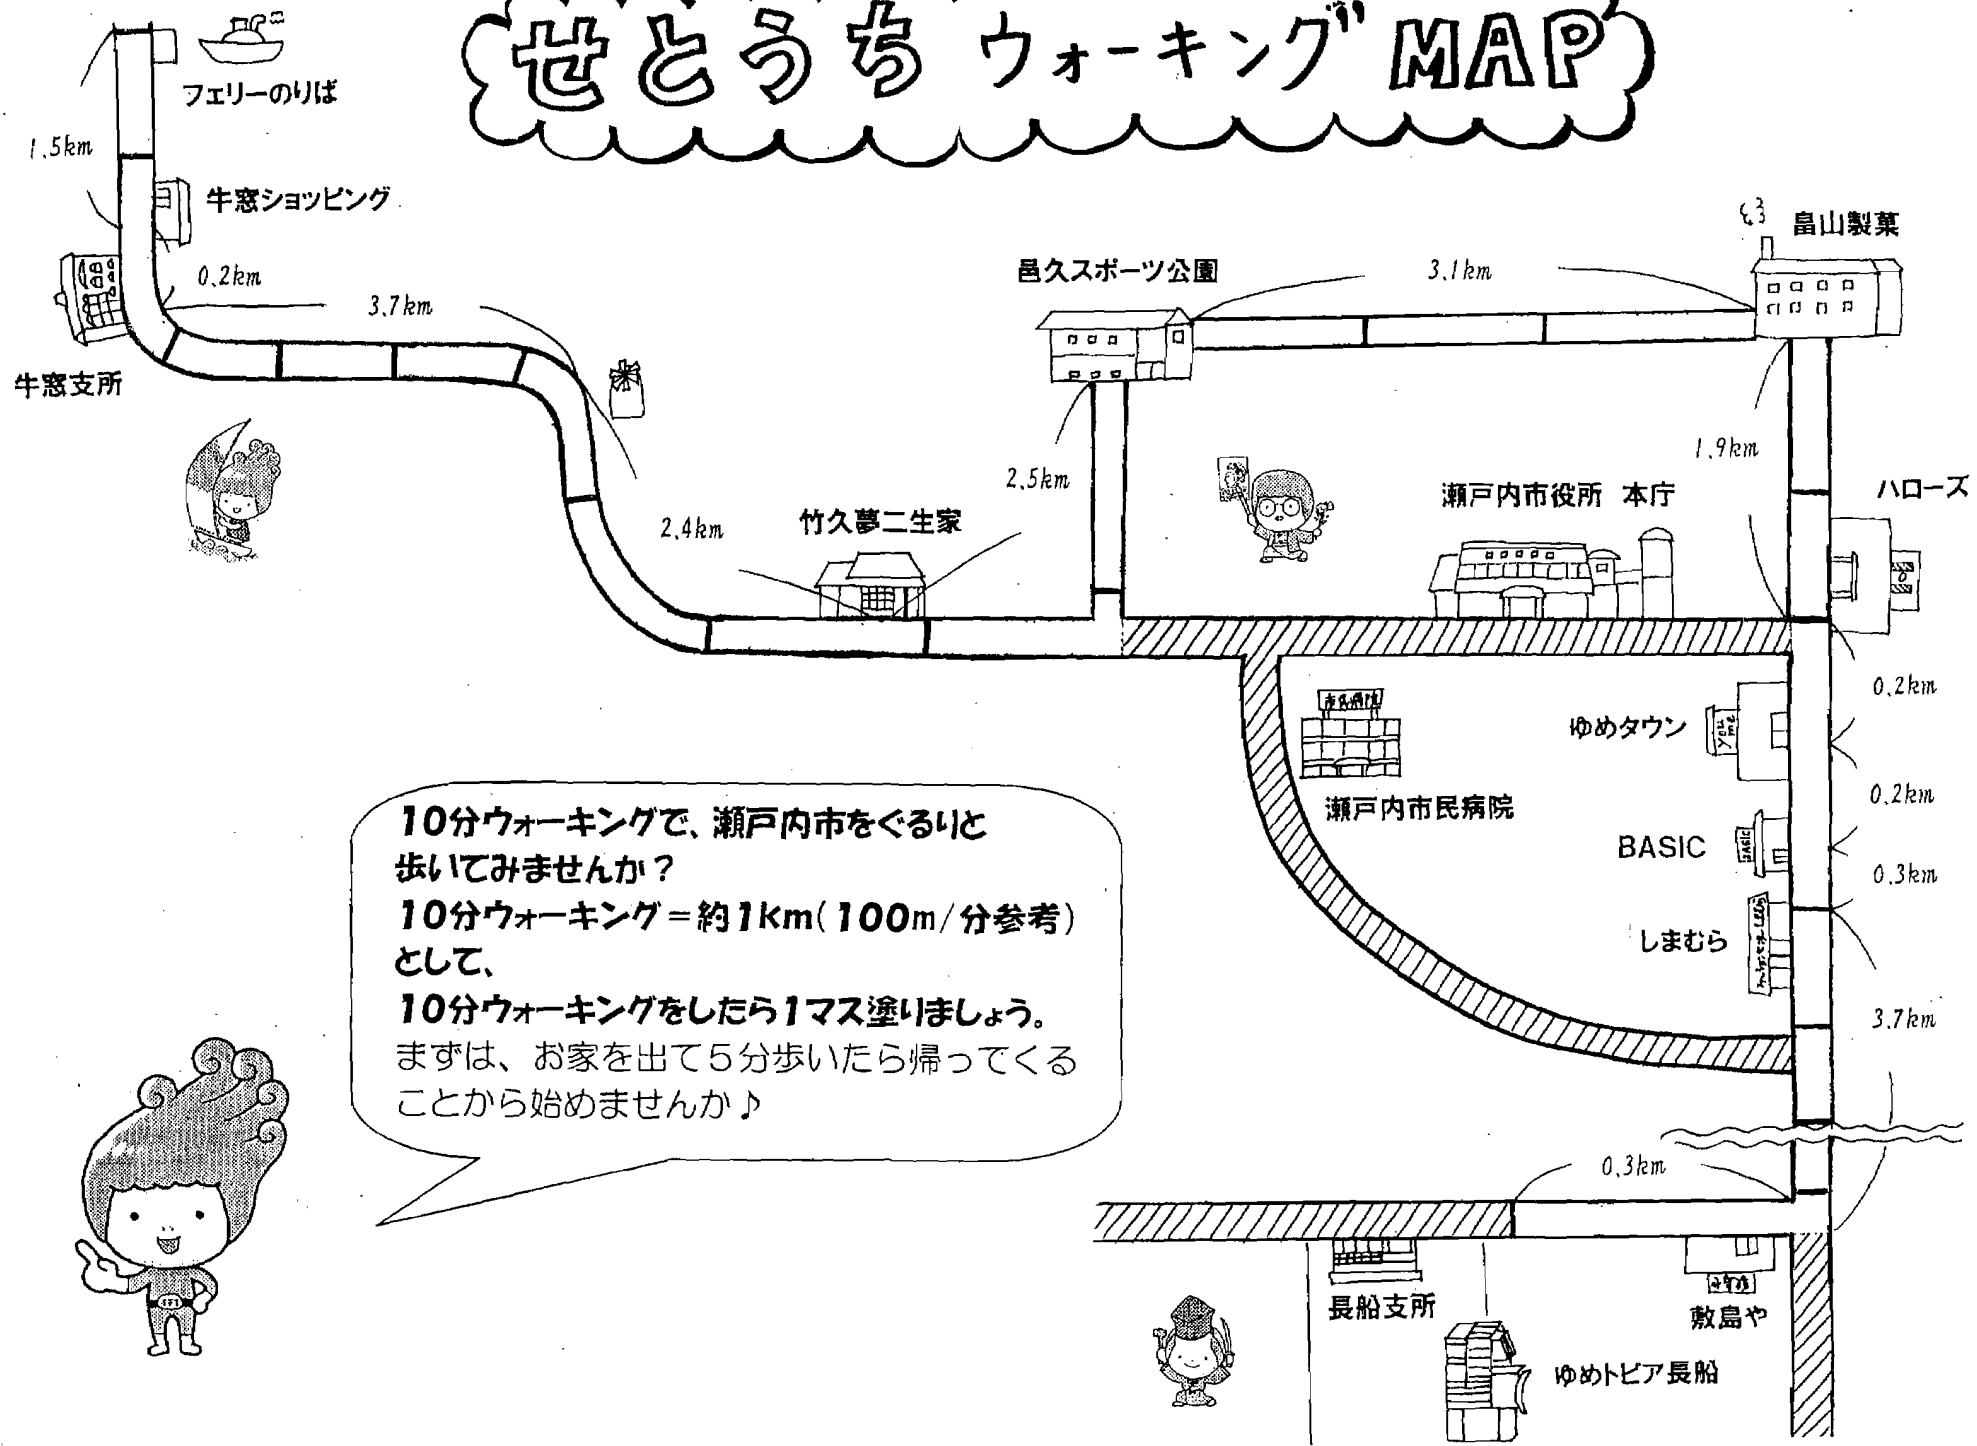 せとうち ウォーキング MAP
フェリーのりば
1.5km
牛窓ショッピング
0.2km
3.7km
牛窓支所
2.4km
竹久夢二生家
2.5km
邑久スポーツ公園
3.1km
畠山製菓
1.9km
ハローズ
瀬戸内市役所 本庁
0.2km
ゆめタウン
you me
市民病院
瀬戸内市民病院
0.2km
BASIC
BASIC
0.3km
しまむら
3.7km
10分ウォーキングで、瀬戸内市をぐるりと
歩いてみませんか?
10分ウォーキング=約1km(100m/分参考)
として、
10分ウォーキングをしたら1マス塗りましょう。
まずは、お家を出て5分歩いたら帰ってくる
ことから始めませんか♪
0.3km
長船支所
敷島や
ゆめトピア長船